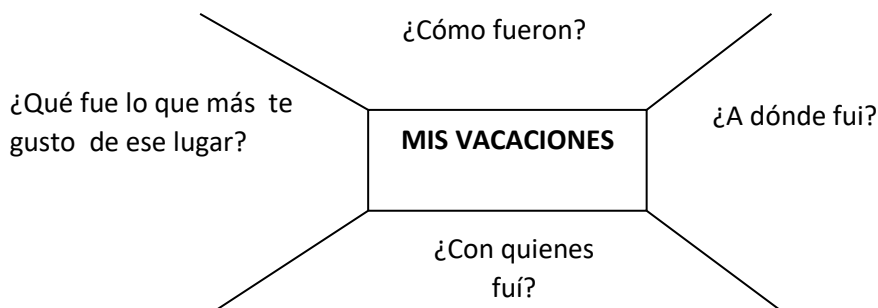 ¿Cómo fueron?
¿Qué fue lo que más te
gusto de ese lugar?
MIS VACACIONES
¿A dónde fui?
¿Con quienes
fuí?